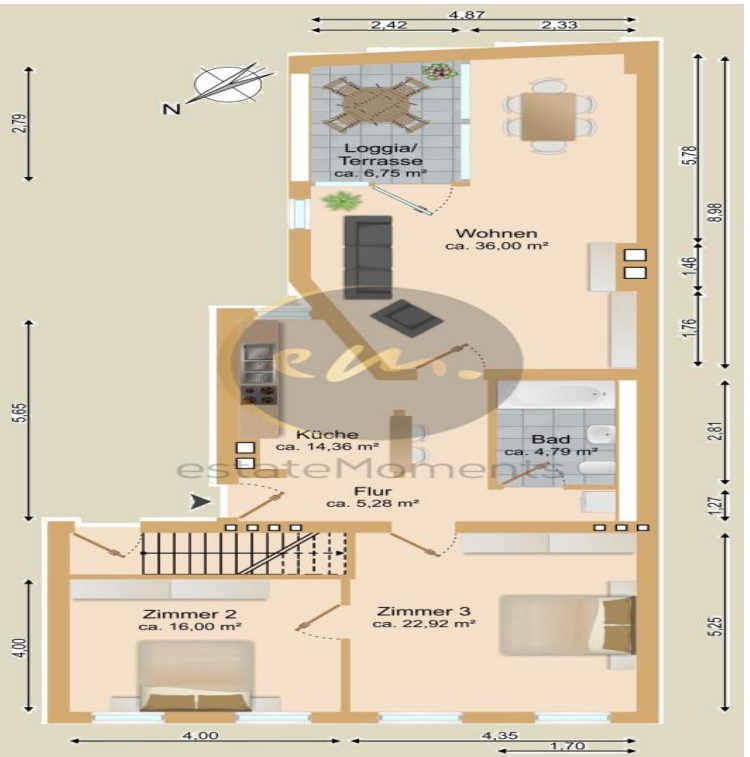 4,87
2,42
2,33
N
2,79
Loggia/
Terrasse
ca. 6,75 m²
5,78
8,98
Wohnen
ca. 36,00 m²
1,46
1,76
em.
5,65
Küche
ca. 14,36 m²
Bad
ca. 4,79 m²
2,81
estateMoments
Flur
ca. 5,28 m²
1,27
Zimmer 2
ca. 16,00 m²
Zimmer 3
ca. 22,92 m²
4,00
5,25
4,00
4,35
1,70